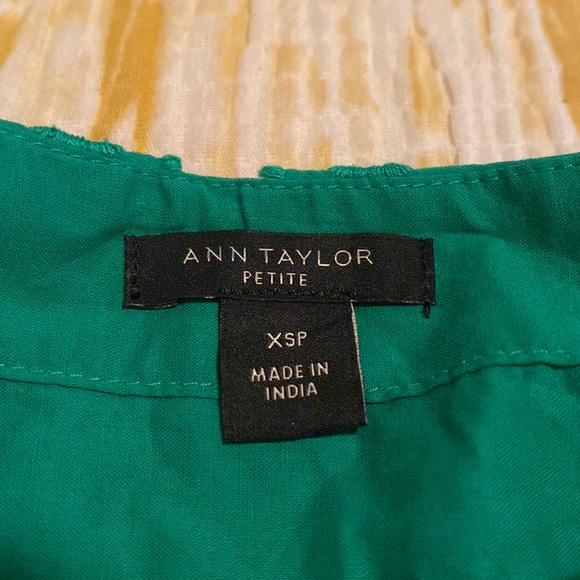 ANN TAYLOR
PETITE
XSP
MADE IN
INDIA